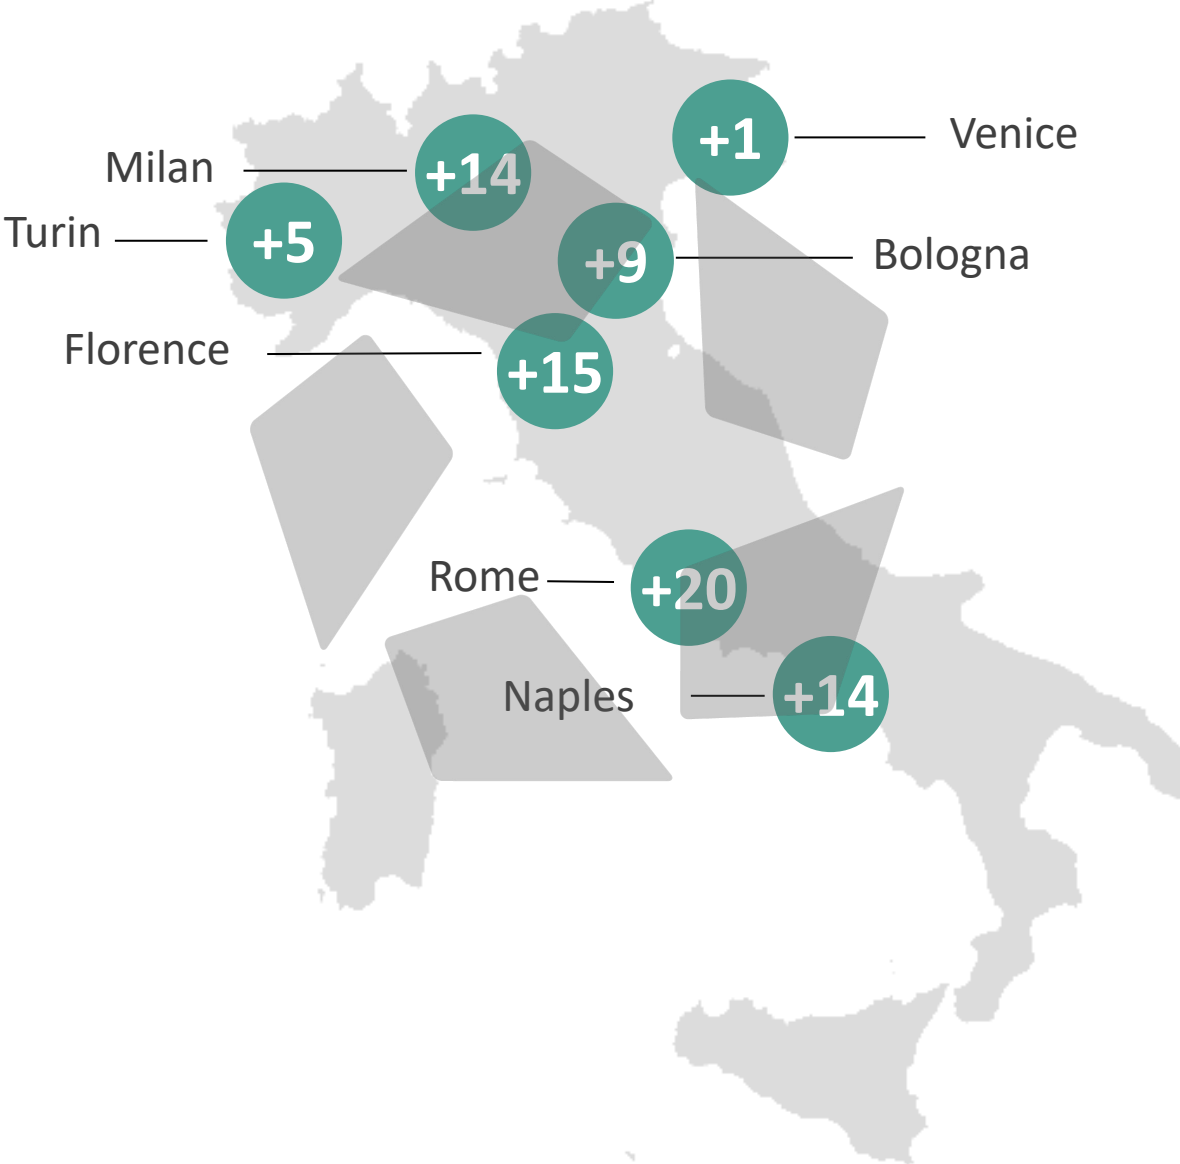 Venice
+1
Milan
+14
Turin
+5
+9
Bologna
Florence
+15
Rome
+20
Naples
+14